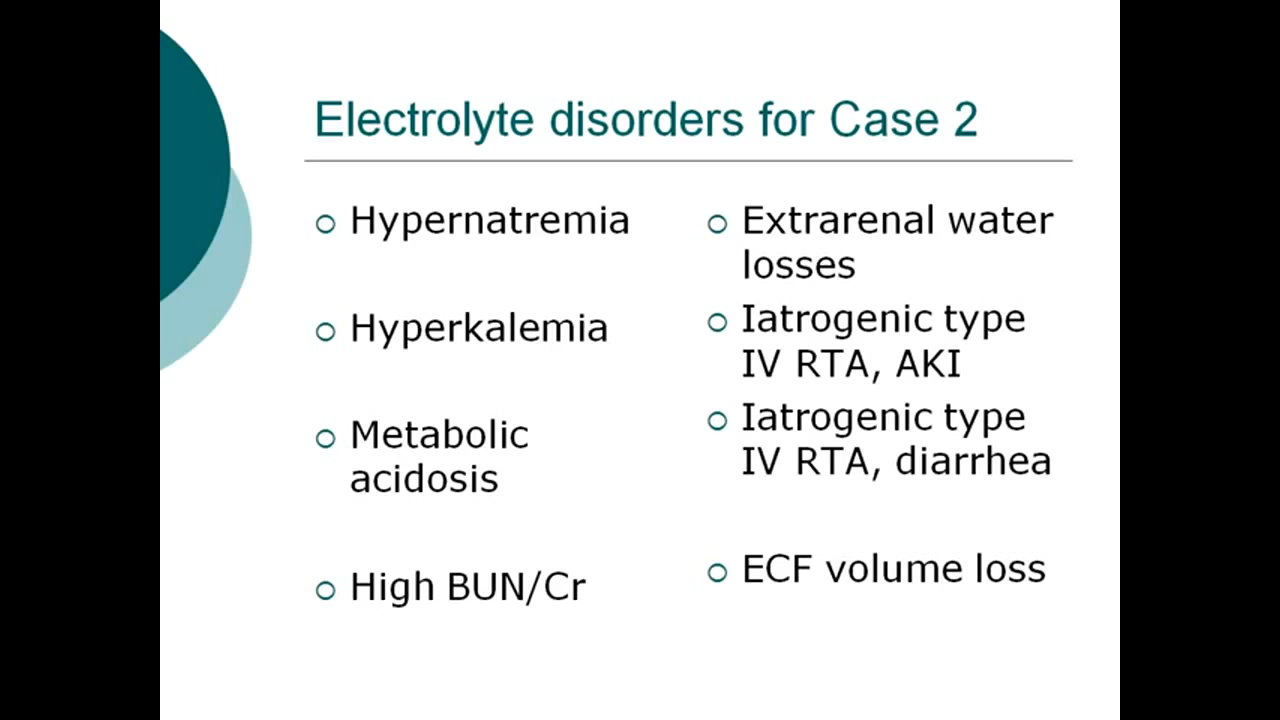 Electrolyte disorders for Case 2
Hypernatremia
Hyperkalemia
Metabolic
acidosis
High BUN/Cr
Extrarenal water
losses
Iatrogenic type
IV RTA, AKI
Iatrogenic type
IV RTA, diarrhea
ECF volume loss